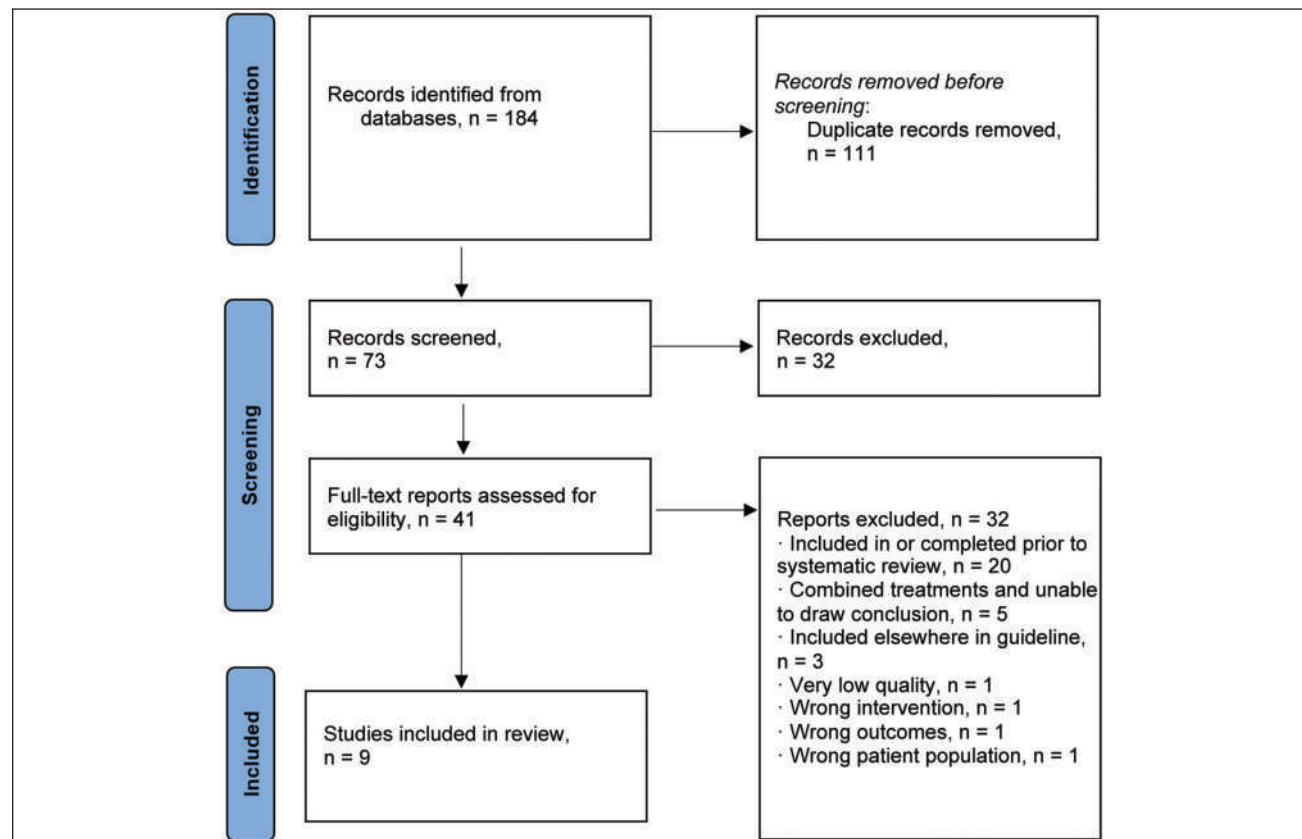 Identification
Records identified from
databases, n = 184
Records removed before
screening:
Duplicate records removed,
n = 111
Screening
Records screened,
n = 73
Records excluded,
n = 32
Full-text reports assessed for
eligibility, n = 41
Reports excluded, n = 32
· Included in or completed prior to
systematic review, n = 20
· Combined treatments and unable
to draw conclusion, n = 5
· Included elsewhere in guideline,
n = 3
· Very low quality, n = 1
· Wrong intervention, n = 1
· Wrong outcomes, n = 1
· Wrong patient population, n = 1
Included
Studies included in review,
n = 9